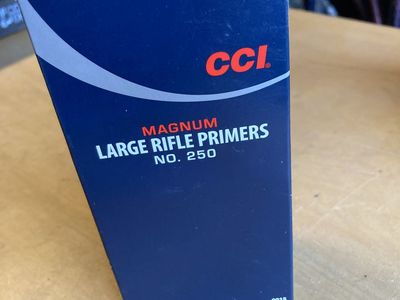 CCI
MAGNUM
LARGE RIFLE PRIMERS
NO. 250